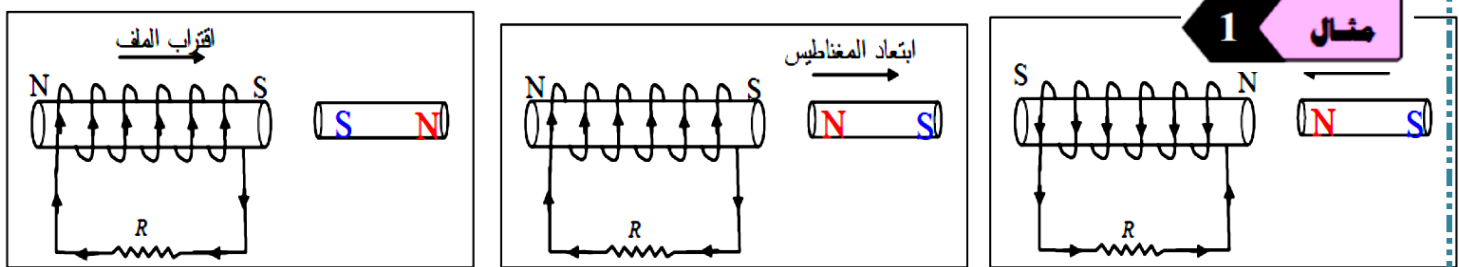 مثال 1
S N
N S
R
ابتعاد المغناطيس
N S
N S
R
اقتراب الملف
N S
S N
R